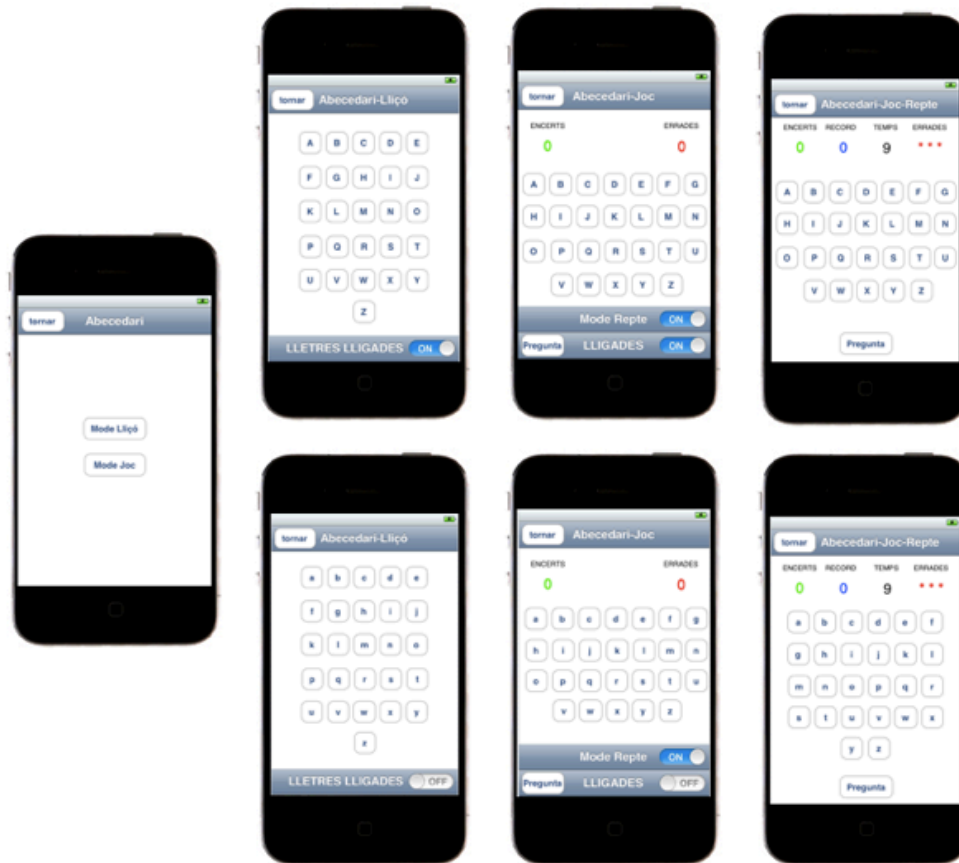 tornar Abecedari
Mode Lliçó
Mode Joc
tornar Abecedari-Lliçó
A B C D E
F G H I J
K L M N O
P Q R S T
U V W X Y
Z
LLETRES LLIGADES ON
tornar Abecedari-Joc
ENCERTS ERRADES
0 0
A B C D E F G
H I J K L M N
O P Q R S T U
V W X Y Z
Mode Repte ON
Pregunta LLIGADES ON
tornar Abecedari-Joc-Repte
ENCERTS RECORD TEMPS ERRADES
0 0 9 ***
A B C D E F G
H I J K L M N
O P Q R S T U
V W X Y Z
Pregunta
tornar Abecedari-Lliçó
a b c d e
f g h i j
k l m n o
p q r s t
u v w x y
z
LLETRES LLIGADES OFF
tornar Abecedari-Joc
ENCERTS ERRADES
0 0
a b c d e f g
h i j k l m n
o p q r s t u
v w x y z
Mode Repte ON
Pregunta LLIGADES OFF
tornar Abecedari-Joc-Repte
ENCERTS RECORD TEMPS ERRADES
0 0 9 ***
a b c d e f
g h i j k l
m n o p q r
s t u v w x
y z
Pregunta